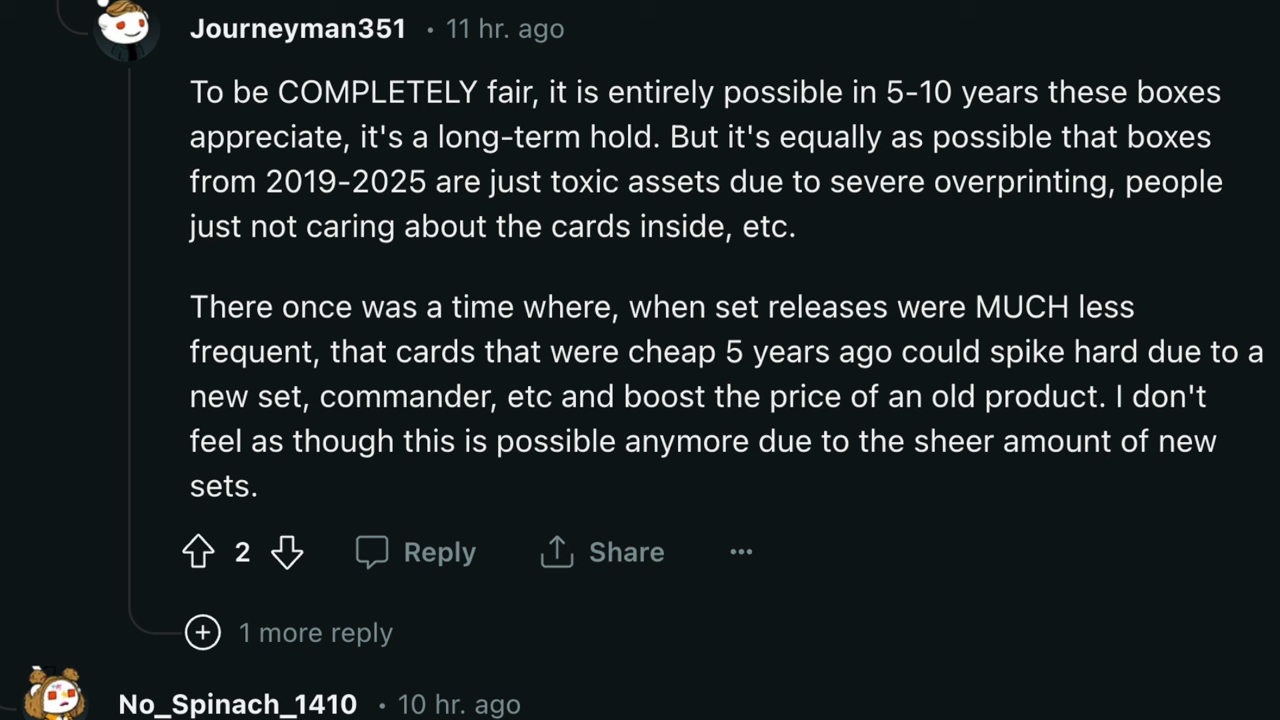 Journeyman351 • 11 hr. ago
To be COMPLETELY fair, it is entirely possible in 5-10 years these boxes
appreciate, it's a long-term hold. But it's equally as possible that boxes
from 2019-2025 are just toxic assets due to severe overprinting, people
just not caring about the cards inside, etc.
There once was a time where, when set releases were MUCH less
frequent, that cards that were cheap 5 years ago could spike hard due to a
new set, commander, etc and boost the price of an old product. I don't
feel as though this is possible anymore due to the sheer amount of new
sets.
2 Reply Share ···
1 more reply
No_Spinach_1410 • 10 hr. ago